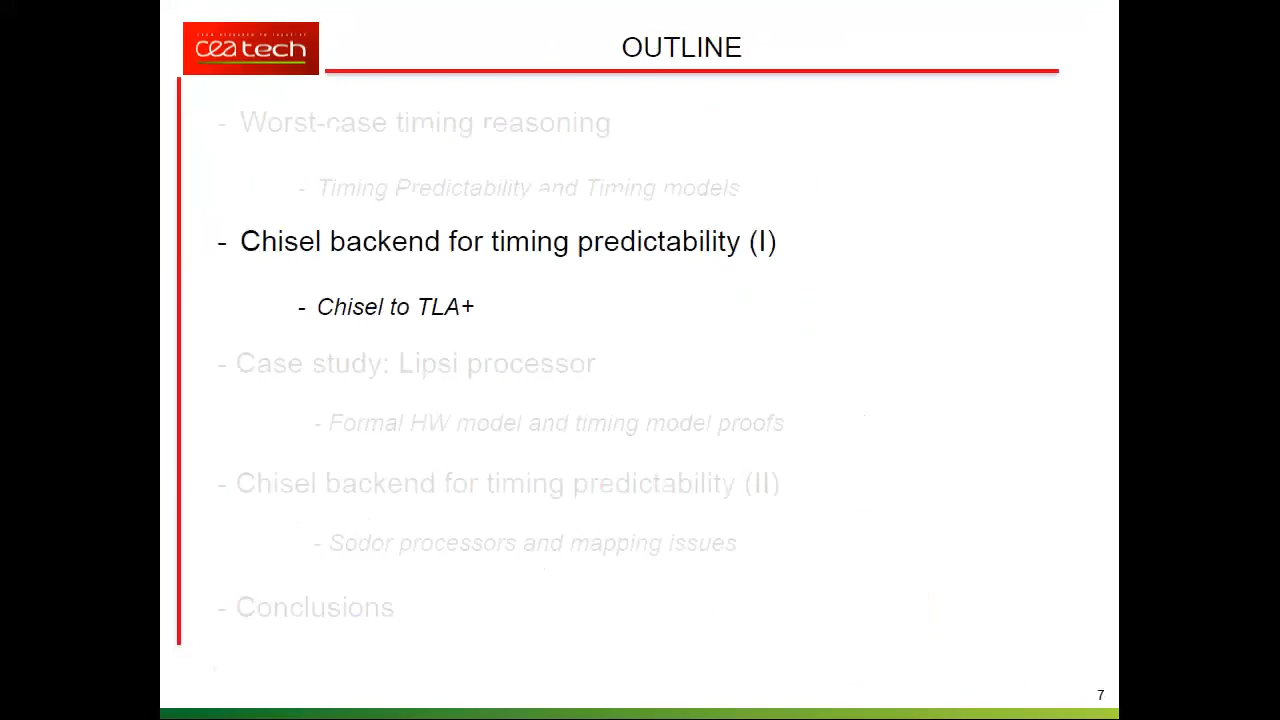 ceatech
OUTLINE
- Worst-case timing reasoning
- Timing Predictability and Timing models
- Chisel backend for timing predictability (I)
- Chisel to TLA+
- Case study: Lipsi processor
- Formal HW model and timing model proofs
- Chisel backend for timing predictability (II)
- Sodor processors and mapping issues
- Conclusions
7